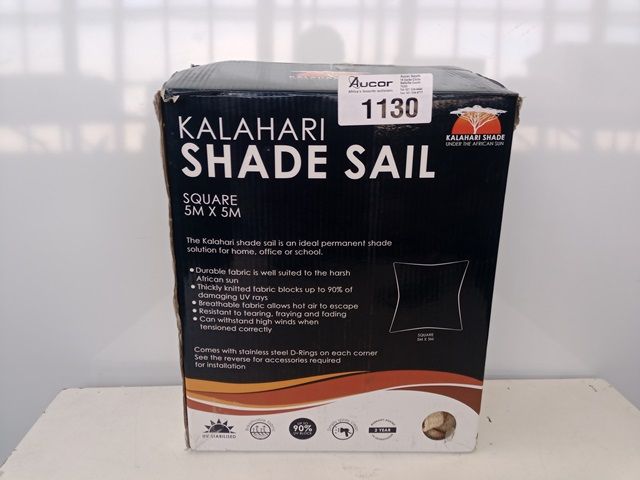 Aucor
Africa's favourite auctioneers
1130
KALAHARI
SHADE SAIL
KALAHARI SHADE
UNDER THE AFRICAN SUN
SQUARE
5M X 5M
The Kalahari shade sail is an ideal permanent shade
solution for home, office or school.
• Durable fabric is well suited to the harsh
African sun
• Thickly knitted fabric blocks up to 90% of
damaging UV rays
• Breathable fabric allows hot air to escape
• Resistant to tearing, fraying and fading
• Can withstand high winds when
tensioned correctly
SQUARE
5M X 5M
Comes with stainless steel D-Rings on each corner
See the reverse for accessories required
for installation
UV-STABILISED
UP TO
90%
UV BLOCK
3 YEAR